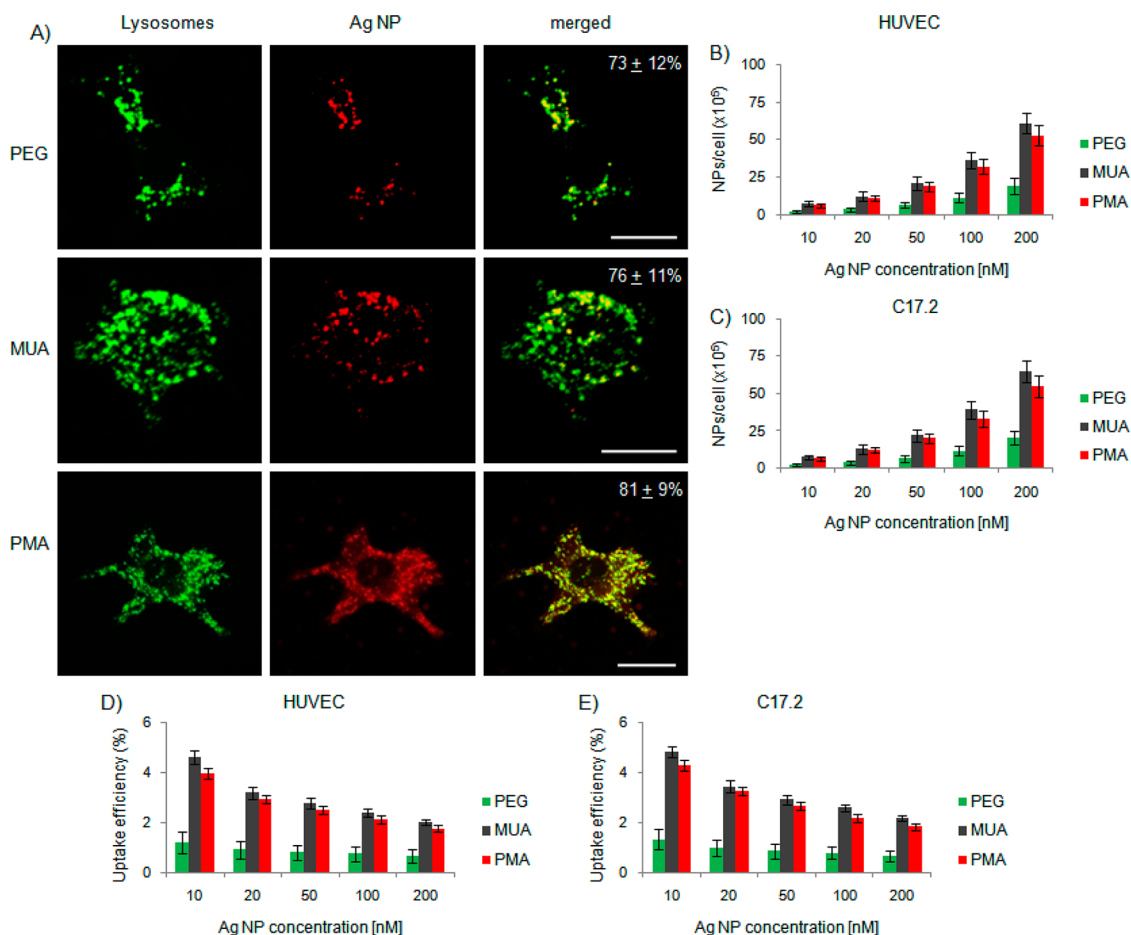 A)
Lysosomes
Ag NP
merged
PEG
73 ± 12%
MUA
76 ± 11%
PMA
81 ± 9%
B)
HUVEC
NPs/cell (x10⁵)
100
75
50
25
0
10 20 50 100 200
Ag NP concentration [nM]
PEG
MUA
PMA
C)
C17.2
NPs/cell (x10⁵)
100
75
50
25
0
10 20 50 100 200
Ag NP concentration [nM]
PEG
MUA
PMA
D)
HUVEC
Uptake efficiency (%)
6
4
2
0
10 20 50 100 200
Ag NP concentration [nM]
PEG
MUA
PMA
E)
C17.2
Uptake efficiency (%)
6
4
2
0
10 20 50 100 200
Ag NP concentration [nM]
PEG
MUA
PMA